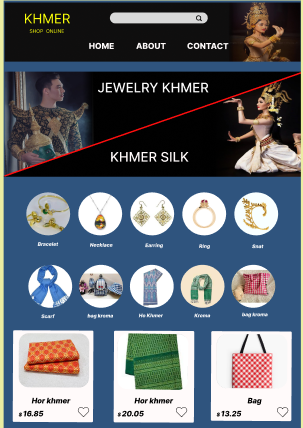 KHMER
SHOP ONLINE
HOME ABOUT CONTACT
JEWELRY KHMER
KHMER SILK
Bracelet Necklace Earring Ring Snat
Scarf bag kroma Ho Khmer Kroma bag kroma
Hor khmer Hor khmer Bag
$ 16.85 $ 20.05 $ 13.25